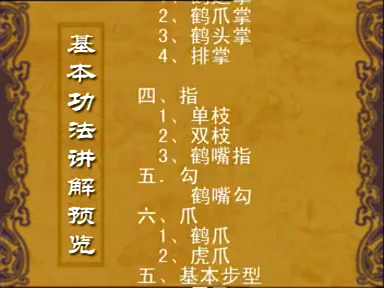 基本功法讲解预览
2、鹤爪掌
3、鹤头掌
4、排掌
四、指
1、单枝
2、双枝
3、鹤嘴指
五．勾
鹤嘴勾
六、爪
1、鹤爪
2、虎爪
五、基本步型